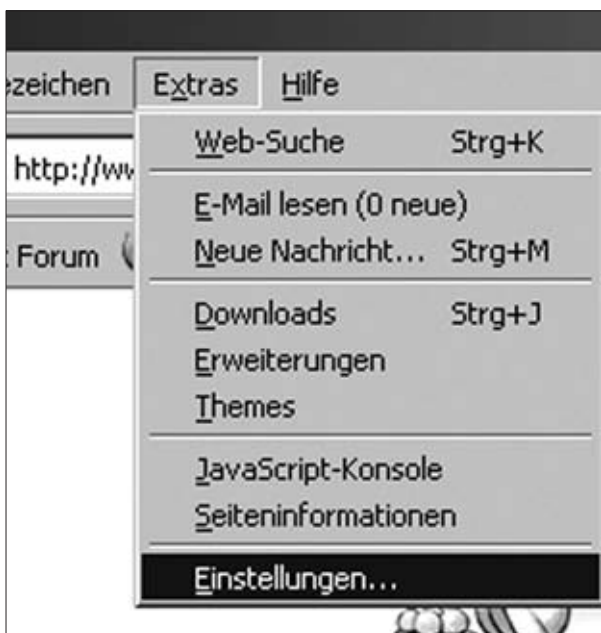 ezeichen Extras Hilfe
Web-Suche Strg+K
http://ww
E-Mail lesen (0 neue)
Neue Nachricht... Strg+M
Forum
Downloads Strg+J
Erweiterungen
Themes
JavaScript-Konsole
Seiteninformationen
Einstellungen...